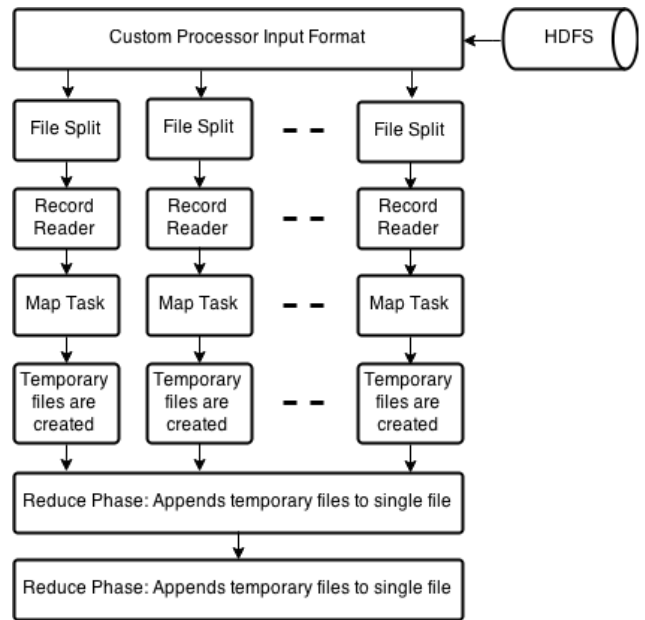 Custom Processor Input Format
HDFS
File Split
File Split
File Split
Record
Reader
Record
Reader
Record
Reader
Map Task
Map Task
Map Task
Temporary
files are
created
Temporary
files are
created
Temporary
files are
created
Reduce Phase: Appends temporary files to single file
Reduce Phase: Appends temporary files to single file